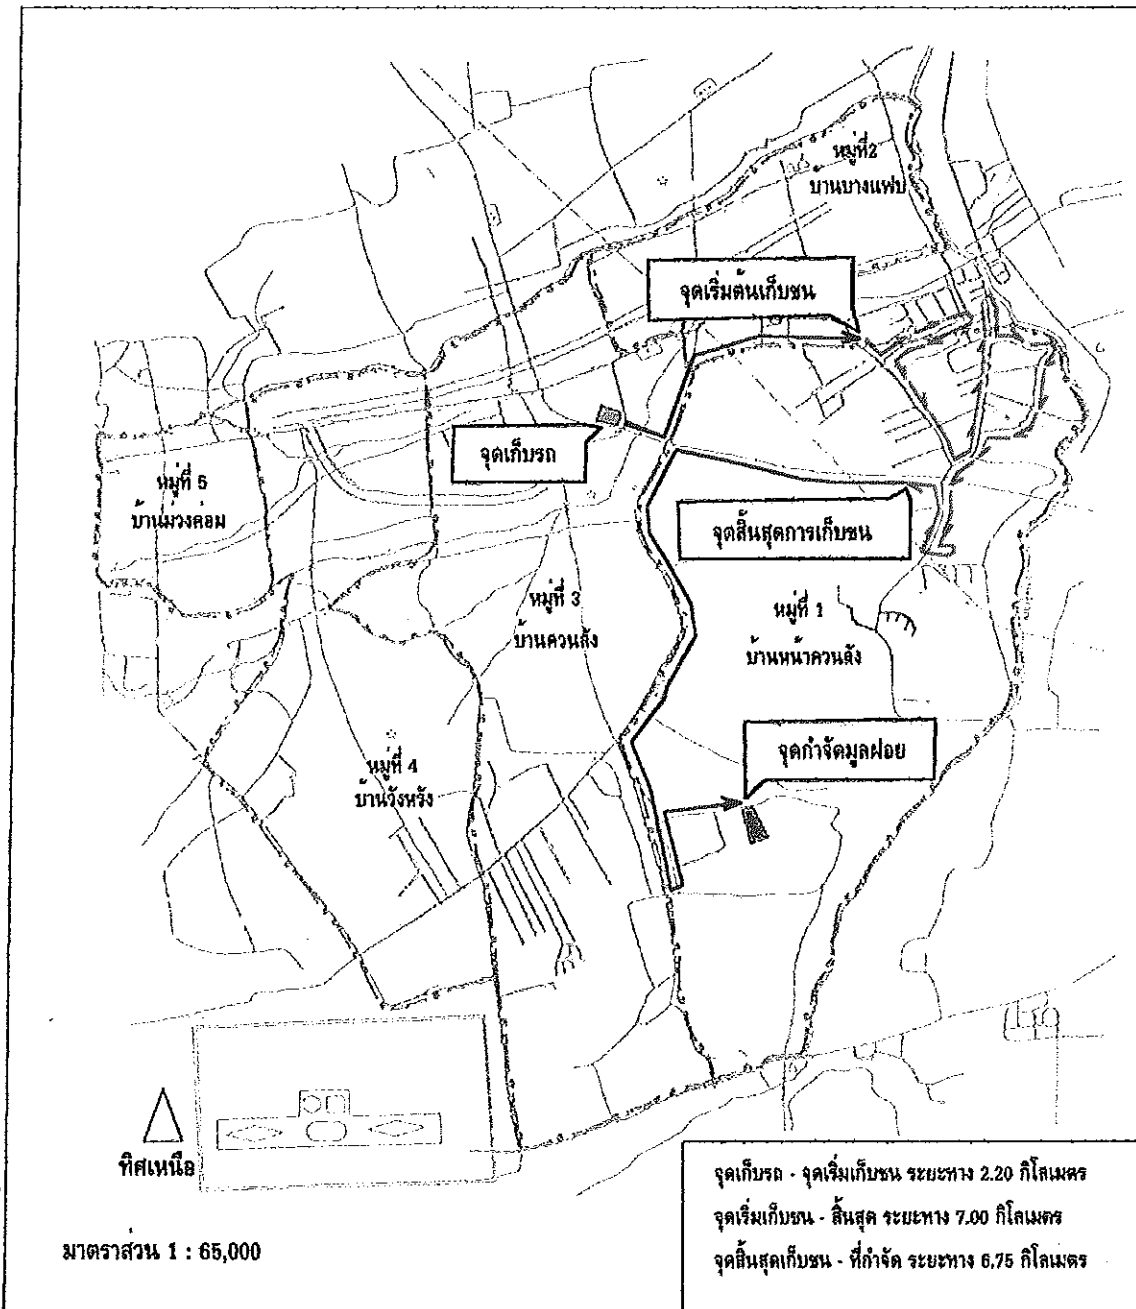 หมู่ที่2
บ้านบางแฟบ
จุดเริ่มต้นเก็บขน
จุดเก็บรถ
หมู่ที่ 5
บ้านม่วงค่อม
จุดสิ้นสุดการเก็บขน
หมู่ที่ 3
บ้านควนลัง
หมู่ที่ 1
บ้านหน้าควนลัง
จุดกำจัดมูลฝอย
หมู่ที่ 4
บ้านวังหรัง
ทิศเหนือ
มาตราส่วน 1 : 65,000
จุดเก็บรถ - จุดเริ่มเก็บขน ระยะทาง 2.20 กิโลเมตร
จุดเริ่มเก็บขน - สิ้นสุด ระยะทาง 7.00 กิโลเมตร
จุดสิ้นสุดเก็บขน - ที่กำจัด ระยะทาง 6.75 กิโลเมตร